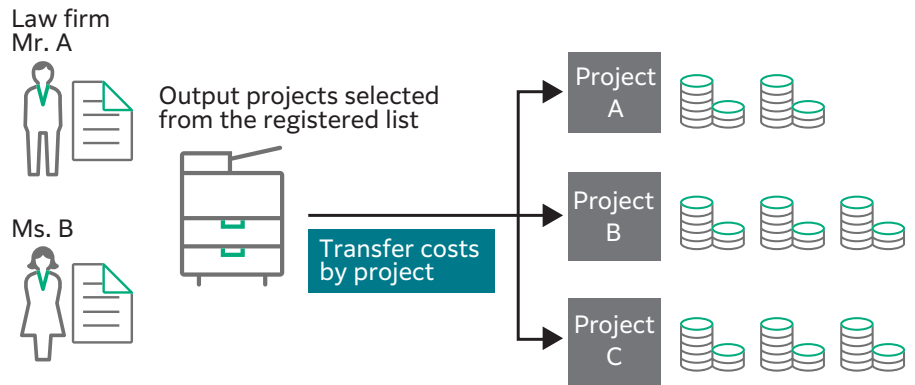 Law firm
Mr. A
Output projects selected
from the registered list
Ms. B
Transfer costs
by project
Project
A
Project
B
Project
C